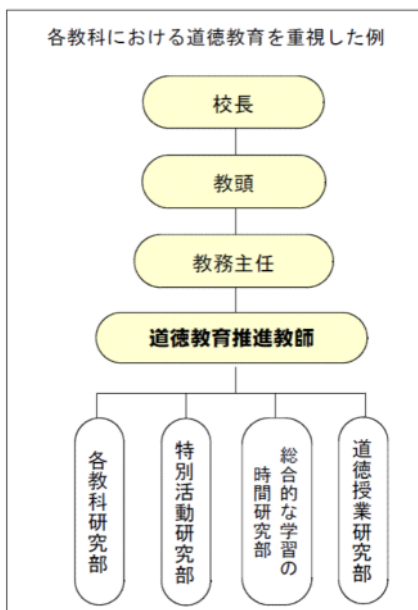 各教科における道徳教育を重視した例
校長
教頭
教務主任
道徳教育推進教師
各教科研究部
特別活動研究部
総合的な学習の
時間研究部
道徳授業研究部